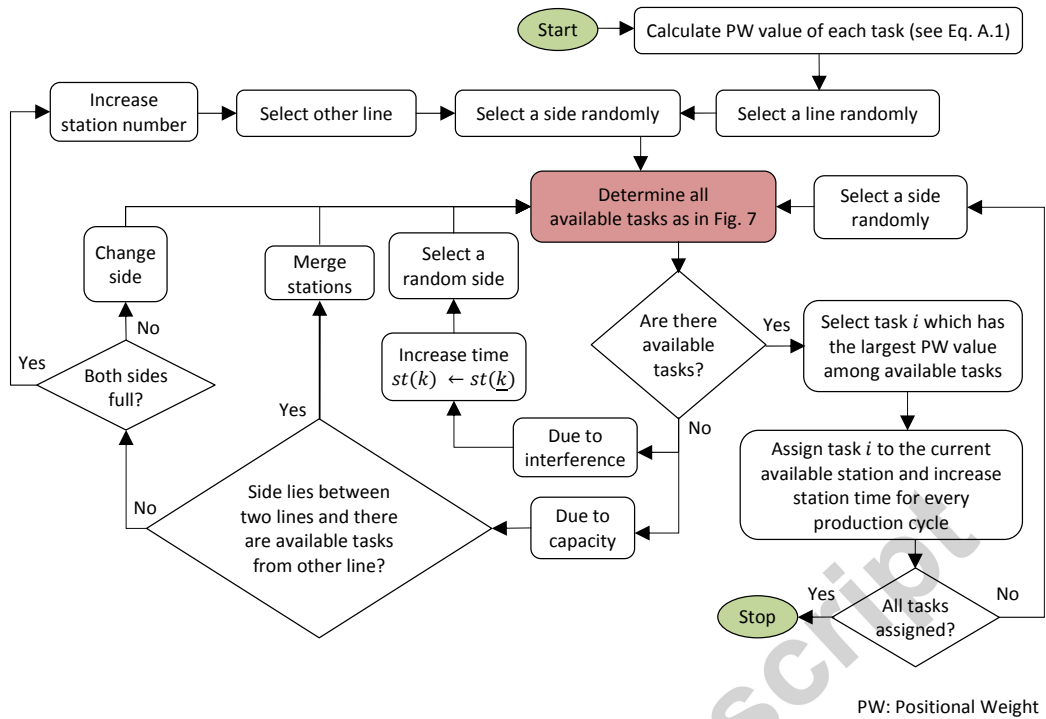 Start
Calculate PW value of each task (see Eq. A.1)
Increase
station number
Select other line
Select a side randomly
Select a line randomly
Determine all
available tasks as in Fig. 7
Select a side
randomly
Change
side
Merge
stations
Select a
random side
No
Yes
Both sides
full?
Increase time
st(k) ← st(k̲)
Are there
available
tasks?
Yes
Select task i which has
the largest PW value
among available tasks
Yes
No
Due to
interference
Assign task i to the current
available station and increase
station time for every
production cycle
No
Side lies between
two lines and there
are available tasks
from other line?
Due to
capacity
Stop
Yes
All tasks
assigned?
No
script
PW: Positional Weight